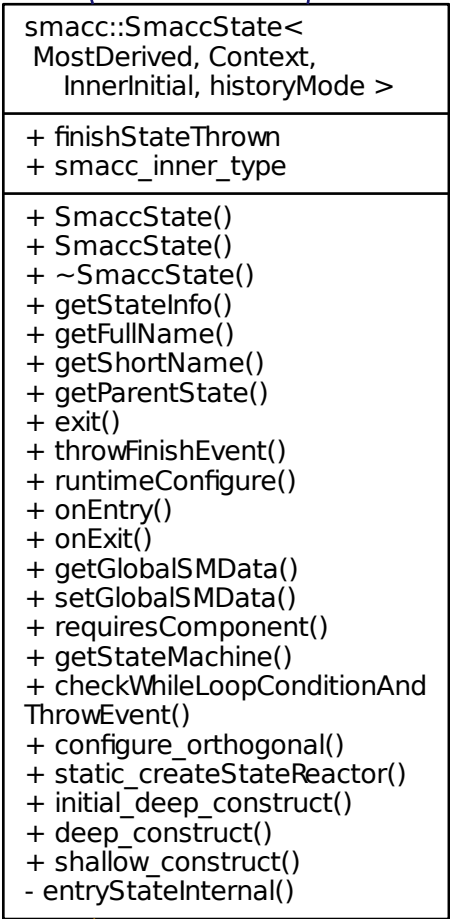 smacc::SmaccState<
MostDerived, Context,
InnerInitial, historyMode >
+ finishStateThrown
+ smacc_inner_type
+ SmaccState()
+ SmaccState()
+ ~SmaccState()
+ getStateInfo()
+ getFullName()
+ getShortName()
+ getParentState()
+ exit()
+ throwFinishEvent()
+ runtimeConfigure()
+ onEntry()
+ onExit()
+ getGlobalSMData()
+ setGlobalSMData()
+ requiresComponent()
+ getStateMachine()
+ checkWhileLoopConditionAnd
ThrowEvent()
+ configure_orthogonal()
+ static_createStateReactor()
+ initial_deep_construct()
+ deep_construct()
+ shallow_construct()
- entryStateInternal()